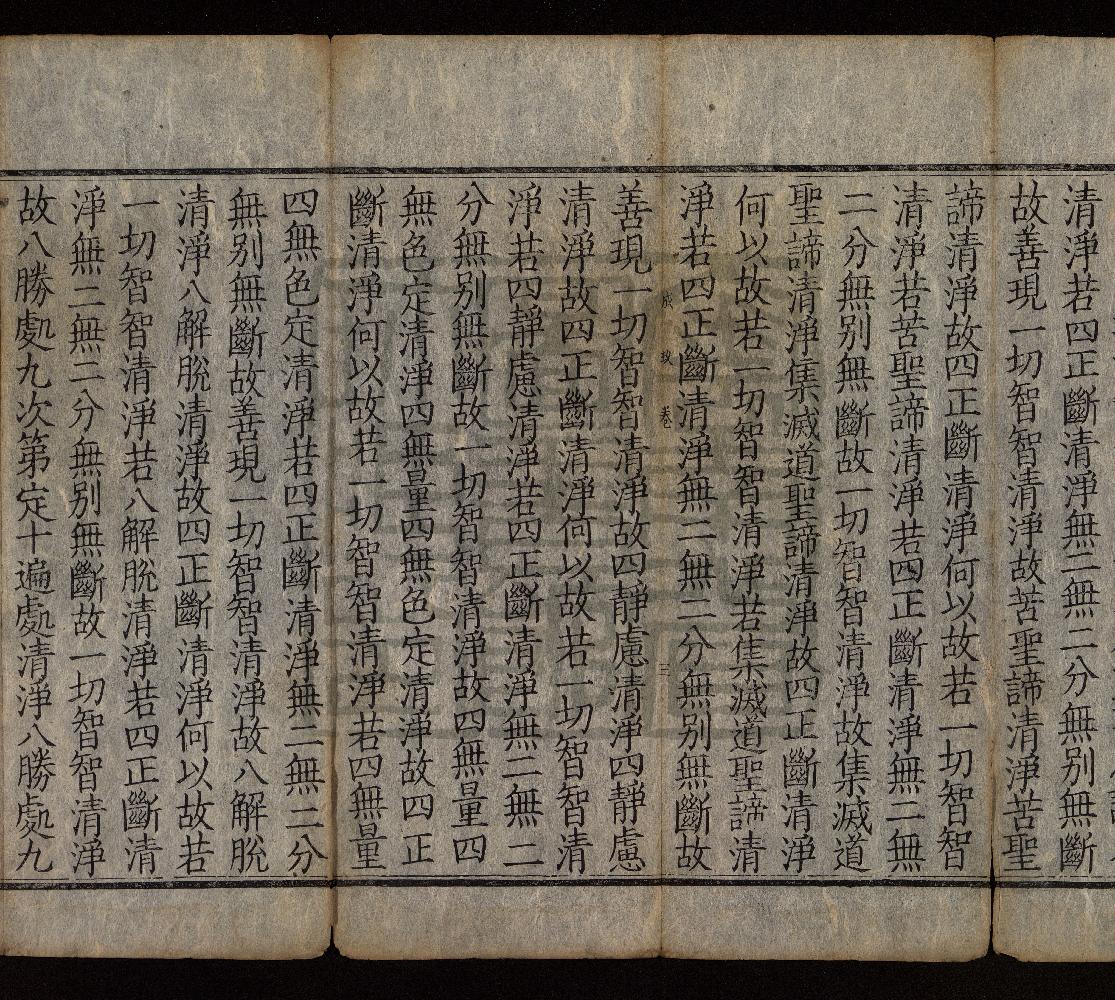 清淨若四正斷清淨無二無二分無別無斷
故善現一切智智清淨故苦聖諦清淨苦聖
諦清淨故四正斷清淨何以故若一切智智
清淨若苦聖諦清淨若四正斷清淨無二無
二分無別無斷故一切智智清淨故集滅道
聖諦清淨集滅道聖諦清淨故四正斷清淨
何以故若一切智智清淨若集滅道聖諦清
淨若四正斷清淨無二無二分無別無斷故
善現一切智智清淨故四靜慮清淨四靜慮
清淨故四正斷清淨何以故若一切智智清
淨若四靜慮清淨若四正斷清淨無二無二
分無別無斷故一切智智清淨故四無量四
無色定清淨四無量四無色定清淨故四正
斷清淨何以故若一切智智清淨若四無量
四無色定清淨若四正斷清淨無二無二分
無別無斷故善現一切智智清淨故八解脫
清淨八解脫清淨故四正斷清淨何以故若
一切智智清淨若八解脫清淨若四正斷清
淨無二無二分無別無斷故一切智智清淨
故八勝處九次第定十遍處清淨八勝處九